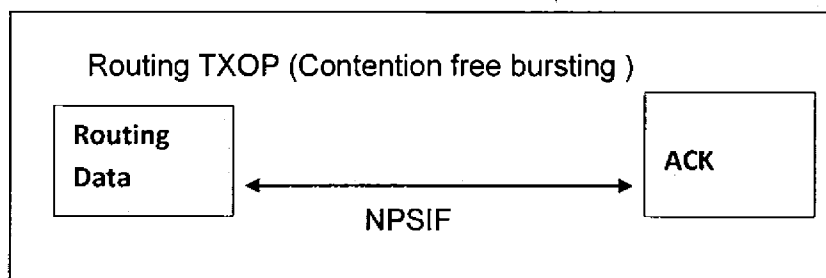 Routing TXOP (Contention free bursting )
Routing
Data
ACK
NPSIF